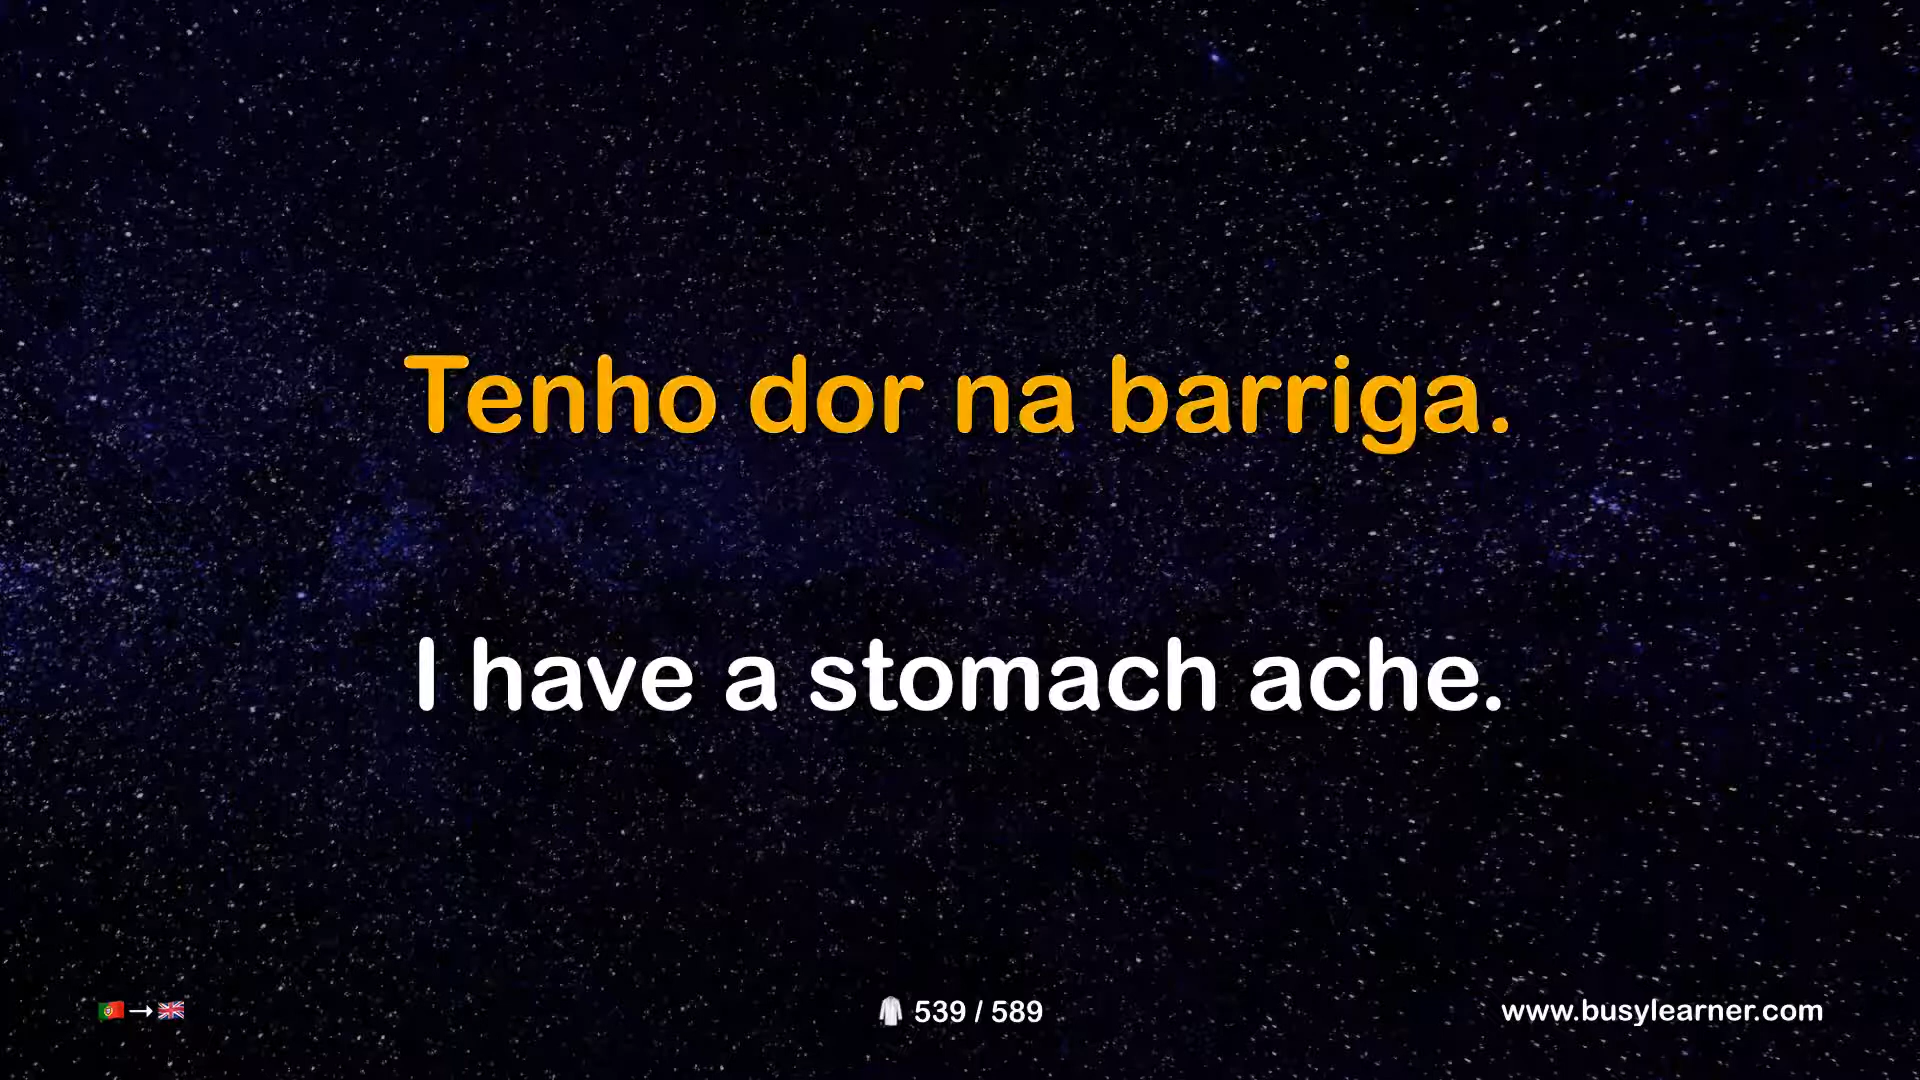 Tenho dor na barriga.
I have a stomach ache.
539 / 589
www.busylearner.com